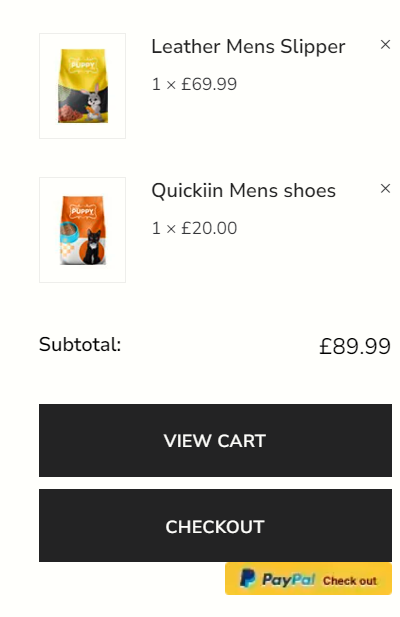 PUPPY
Leather Mens Slipper ×
1 × £69.99
PUPPY
Quickiin Mens shoes ×
1 × £20.00
Subtotal: £89.99
VIEW CART
CHECKOUT
PayPal Check out